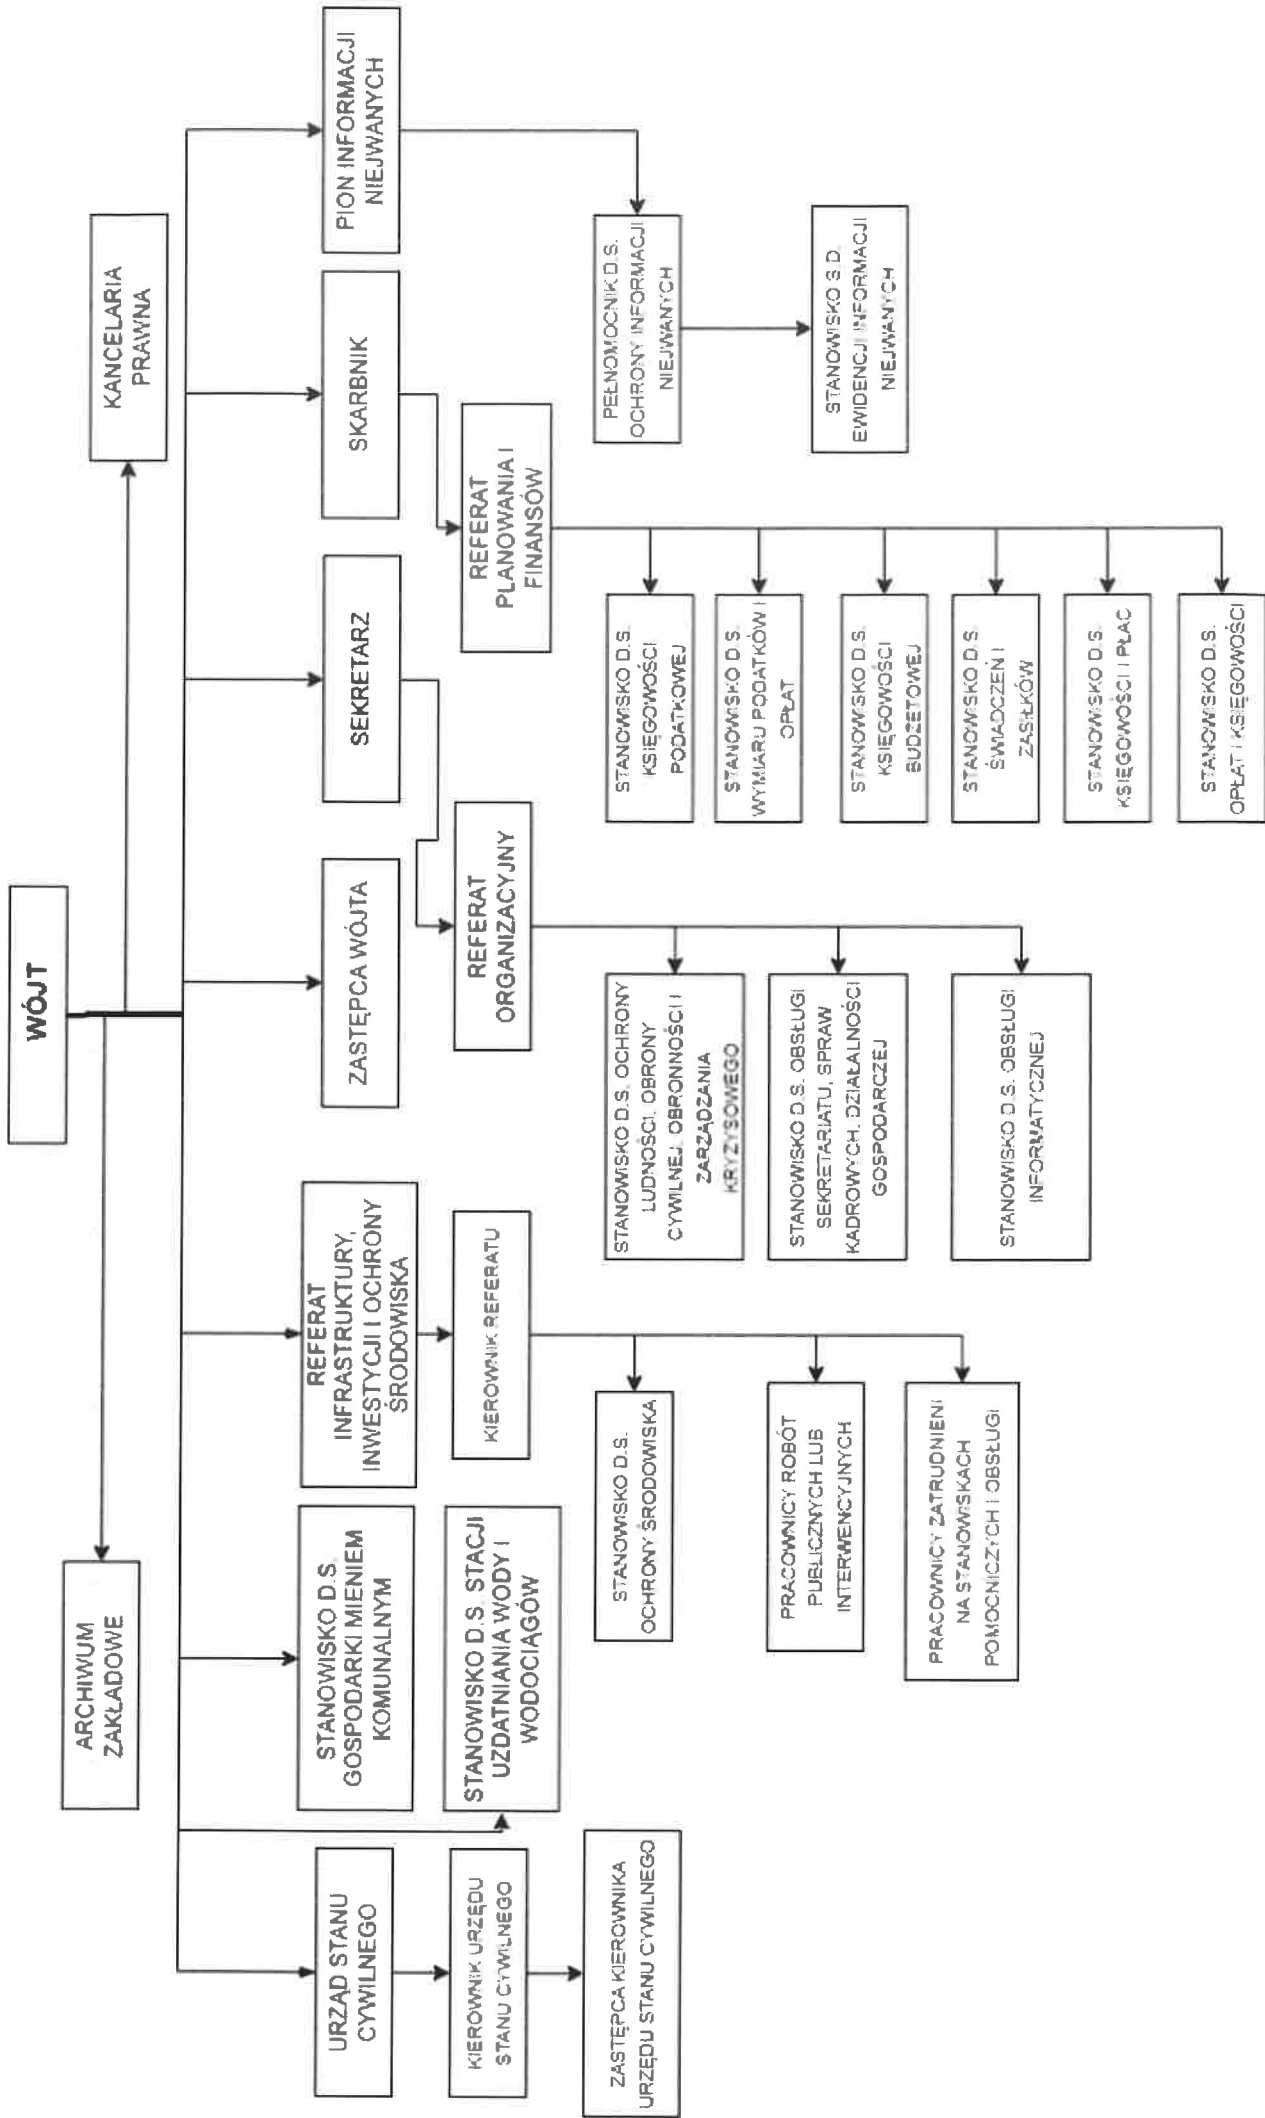 WÓJT
ARCHIWUM
ZAKŁADOWE
KANCELARIA
PRAWNA
URZĄD STANU
CYWILNEGO
STANOWISKO D.S.
GOSPODARKI MIENIEM
KOMUNALNYM
REFERAT
INFRASTRUKTURY,
INWESTYCJI I OCHRONY
ŚRODOWISKA
ZASTĘPCA WÓJTA
SEKRETARZ
SKARBNIK
PION INFORMACJI
NIEJWANYCH
KIEROWNIK URZĘDU
STANU CYWILNEGO
STANOWISKO D.S. STACJI
UZDATNIANIA WODY I
WODOCIĄGÓW
KIEROWNIK REFERATU
REFERAT
ORGANIZACYJNY
REFERAT
PLANOWANIA I
FINANSÓW
ZASTĘPCA KIEROWNIKA
URZĘDU STANU CYWILNEGO
STANOWISKO D.S.
OCHRONY ŚRODOWISKA
PRACOWNICY ROBÓT
PUBLICZNYCH LUB
INTERWENCYJNYCH
PRACOWNICY ZATRUDNIENI
NA STANOWISKACH
POMOCNICZYCH I OBSŁUGI
STANOWISKO D.S. OCHRONY
LUDNOŚCI, OBRONY
CYWILNEJ, OBRONNOŚCI I
ZARZĄDZANIA
KRYZYSOWEGO
STANOWISKO D.S. OBSŁUGI
SEKRETARIATU, SPRAW
KADROWYCH, DZIAŁALNOŚCI
GOSPODARCZEJ
STANOWISKO D.S. OBSŁUGI
INFORMATYCZNEJ
STANOWISKO D.S.
KSIĘGOWOŚCI
PODATKOWEJ
STANOWISKO D.S.
WYMIARU PODATKÓW I
OPŁAT
STANOWISKO D.S.
KSIĘGOWOŚCI
BUDŻETOWEJ
STANOWISKO D.S.
ŚWIADCZEŃ I
ZASIŁKÓW
STANOWISKO D.S.
KSIĘGOWOŚCI I PŁAC
STANOWISKO D.S.
OPŁAT I KSIĘGOWOŚCI
PEŁNOMOCNIK D.S.
OCHRONY INFORMACJI
NIEJWANYCH
STANOWISKO S.D.
EWIDENCJI INFORMACJI
NIEJWANYCH